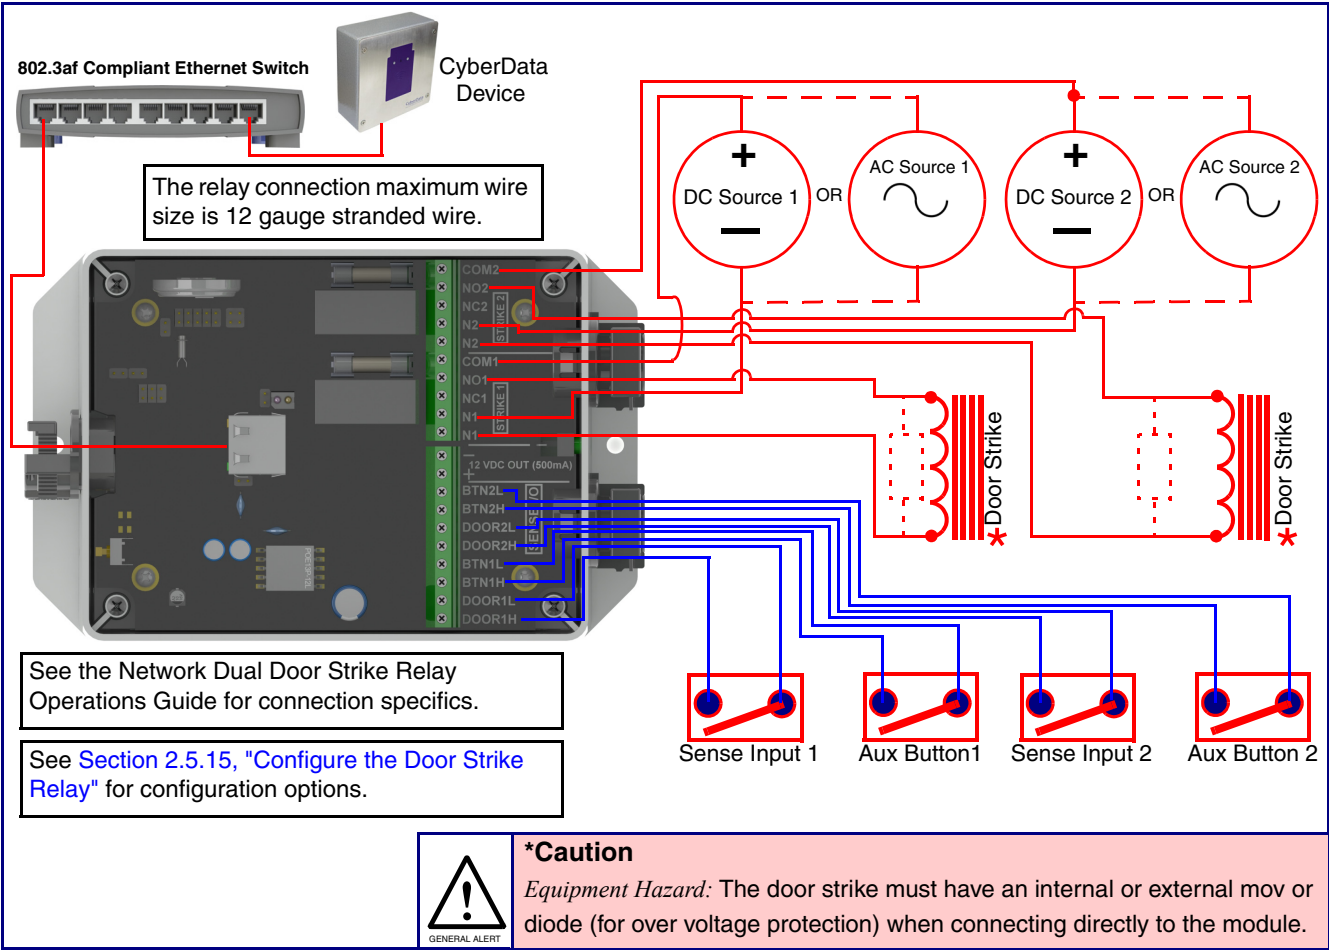 802.3af Compliant Ethernet Switch
CyberData
Device
The relay connection maximum wire
size is 12 gauge stranded wire.
+
DC Source 1
—
OR
AC Source 1
+
DC Source 2
—
OR
AC Source 2
COM2
NO2
NC2
N2
N2
STRIKE 2
COM1
NO1
NC1
N1
N1
STRIKE 1
−
12 VDC OUT (500mA)
+
BTN2L
BTN2H
DOOR2L
DOOR2H
BTN1L
BTN1H
DOOR1L
DOOR1H
*Door Strike
*Door Strike
Sense Input 1
Aux Button1
Sense Input 2
Aux Button 2
See the Network Dual Door Strike Relay
Operations Guide for connection specifics.
See Section 2.5.15, "Configure the Door Strike
Relay" for configuration options.
GENERAL ALERT
*Caution
Equipment Hazard: The door strike must have an internal or external mov or
diode (for over voltage protection) when connecting directly to the module.